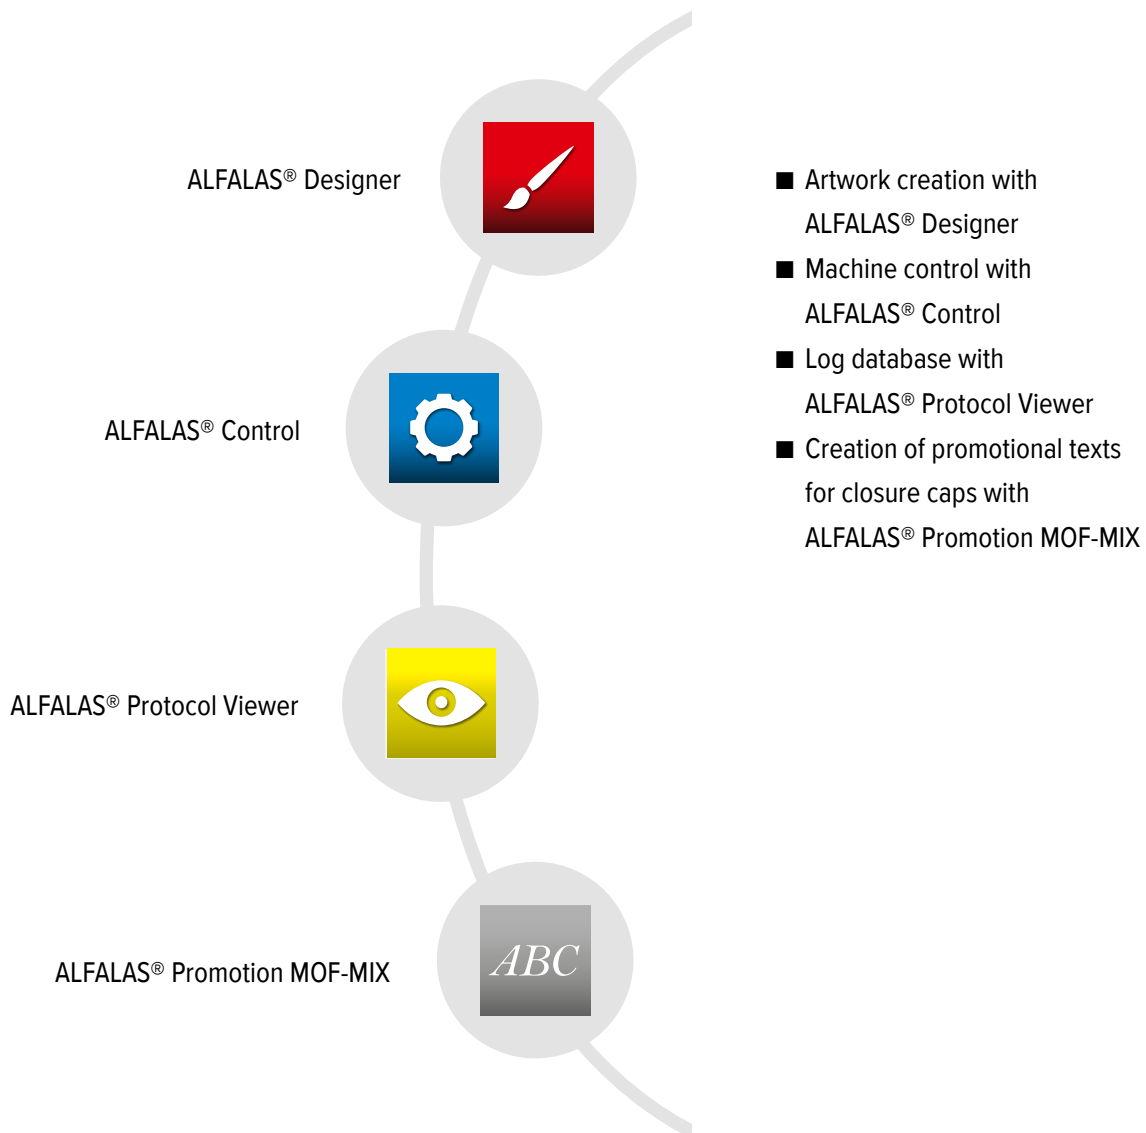 ALFALAS® Designer
ALFALAS® Control
ALFALAS® Protocol Viewer
ABC
ALFALAS® Promotion MOF-MIX
■ Artwork creation with
ALFALAS® Designer
■ Machine control with
ALFALAS® Control
■ Log database with
ALFALAS® Protocol Viewer
■ Creation of promotional texts
for closure caps with
ALFALAS® Promotion MOF-MIX